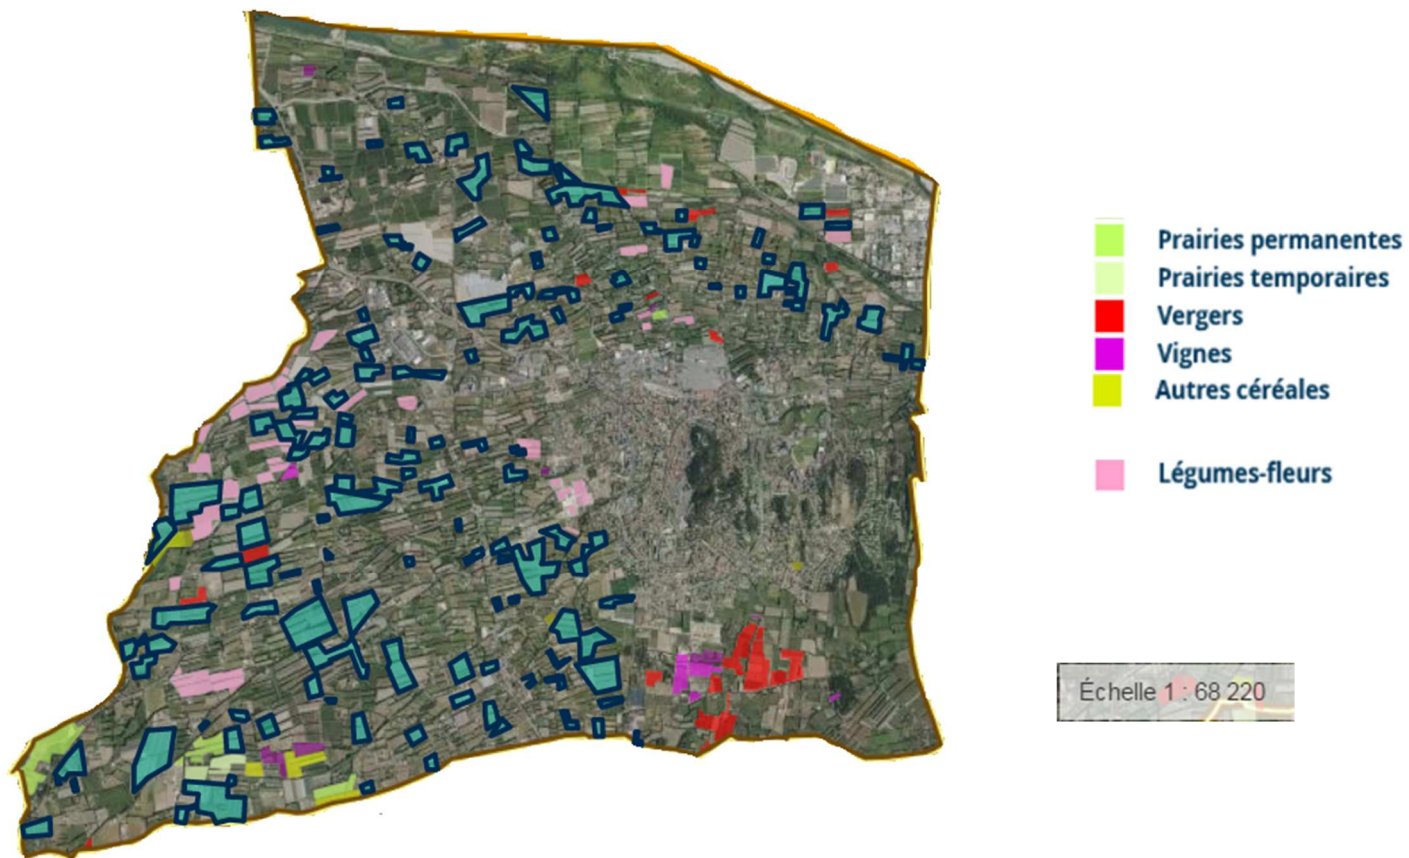 Prairies permanentes
Prairies temporaires
Vergers
Vignes
Autres céréales
Légumes-fleurs
Échelle 1 : 68 220